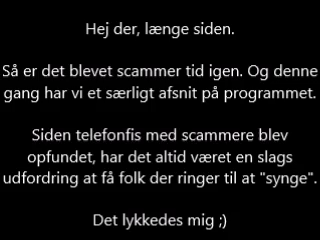 Hej der, længe siden.
Så er det blevet scammer tid igen. Og denne
gang har vi et særligt afsnit på programmet.
Siden telefonfis med scammere blev
opfundet, har det altid været en slags
udfordring at få folk der ringer til at "synge".
Det lykkedes mig ;)